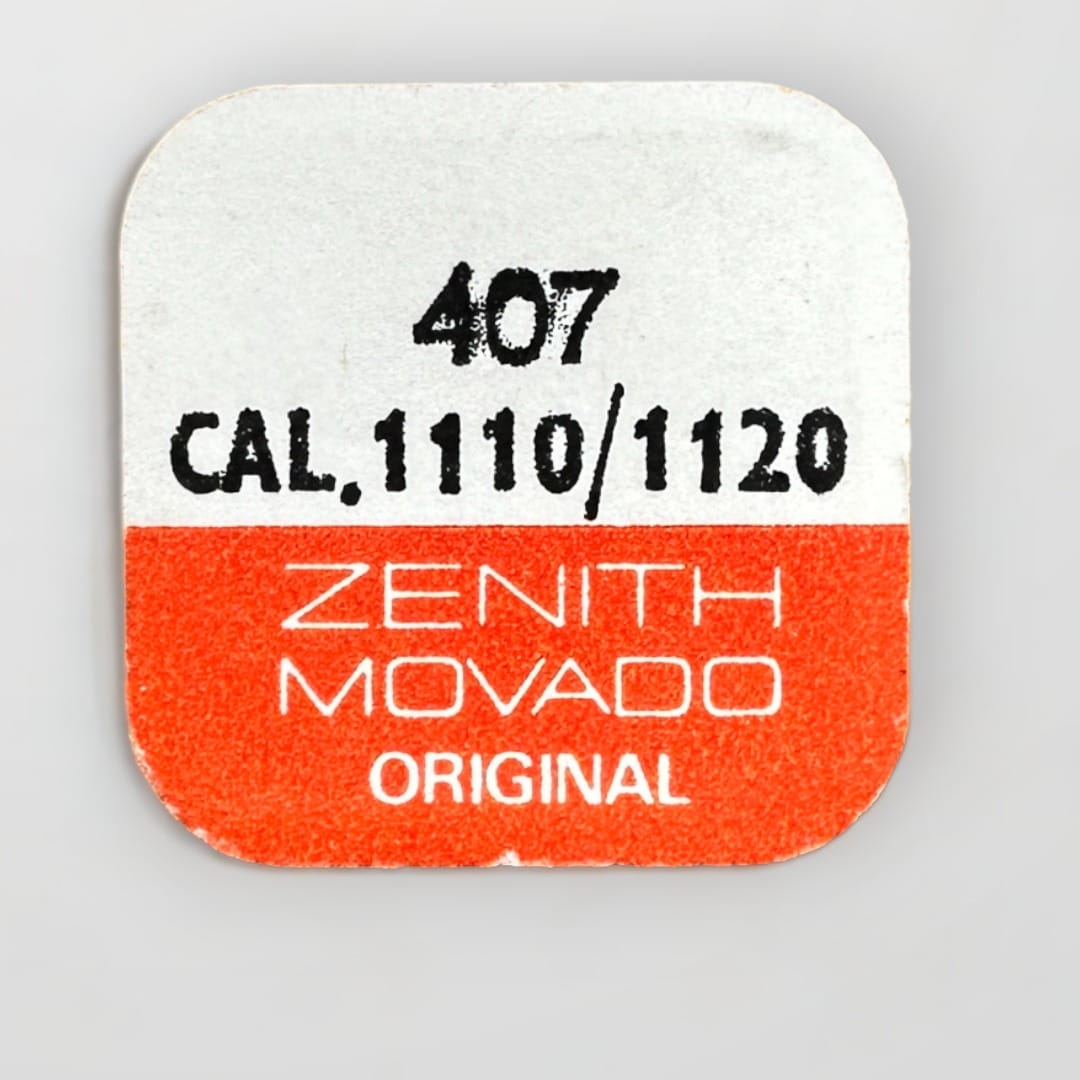 407
CAL.1110/1120
ZENITH
MOVADO
ORIGINAL